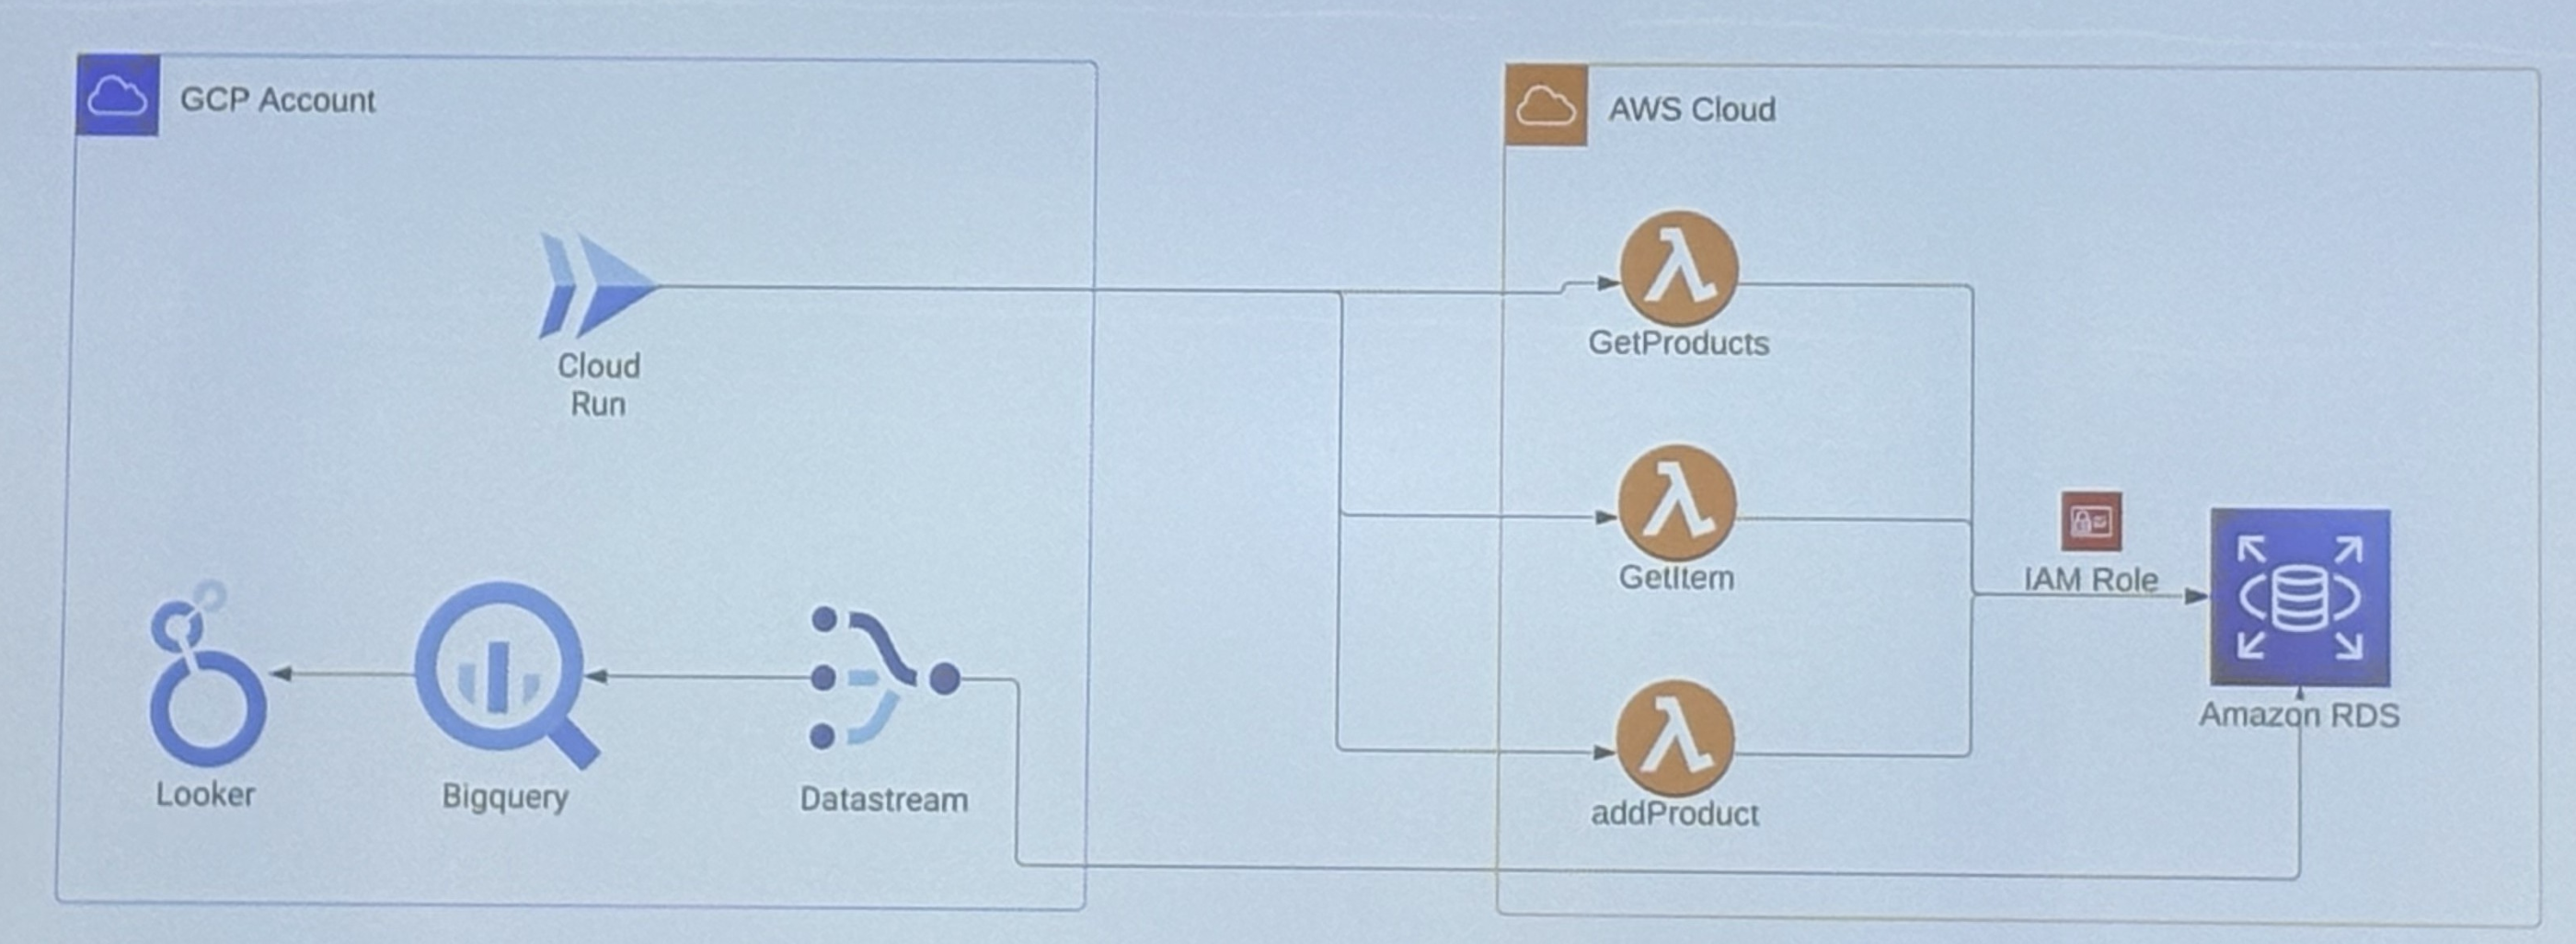 GCP Account
AWS Cloud
Cloud
Run
GetProducts
GetItem
IAM Role
Amazon RDS
Looker
Bigquery
Datastream
addProduct